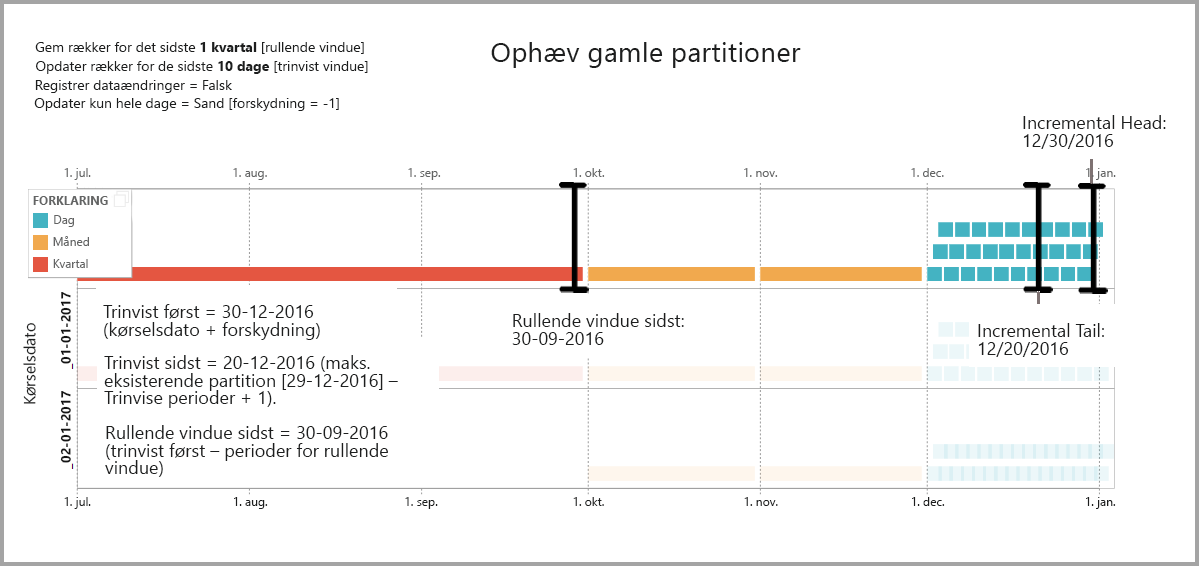 Gem rækker for det sidste 1 kvartal [rullende vindue]
Opdater rækker for de sidste 10 dage [trinvist vindue]
Registrer dataændringer = Falsk
Opdater kun hele dage = Sand [forskydning = -1]
Ophæv gamle partitioner
Incremental Head:
12/30/2016
1. jul. 1. aug. 1. sep. 1. okt. 1. nov. 1. dec. 1. jan.
FORKLARING
Dag
Måned
Kvartal
Kørselsdato
01-01-2017
02-01-2017
Trinvist først = 30-12-2016
(kørselsdato + forskydning)
Trinvist sidst = 20-12-2016 (maks.
eksisterende partition [29-12-2016] –
Trinvise perioder + 1).
Rullende vindue sidst = 30-09-2016
(trinvist først – perioder for rullende
vindue)
Rullende vindue sidst:
30-09-2016
Incremental Tail:
12/20/2016
1. jul. 1. aug. 1. sep. 1. okt. 1. nov. 1. dec. 1. jan.